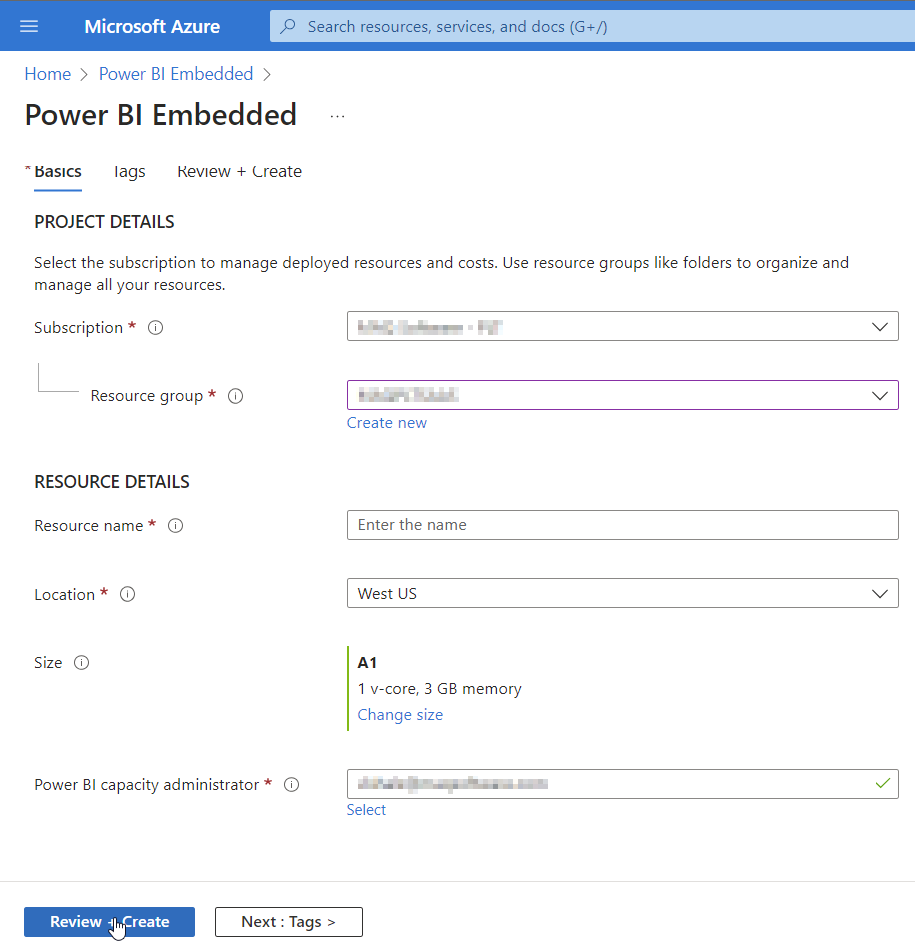 Microsoft Azure
Search resources, services, and docs (G+/)
Home > Power BI Embedded >
Power BI Embedded ...
* Basics Tags Review + Create
PROJECT DETAILS
Select the subscription to manage deployed resources and costs. Use resource groups like folders to organize and
manage all your resources.
Subscription *
Resource group *
Create new
RESOURCE DETAILS
Resource name * Enter the name
Location * West US
Size A1
1 v-core, 3 GB memory
Change size
Power BI capacity administrator *
Select
Review + Create Next : Tags >